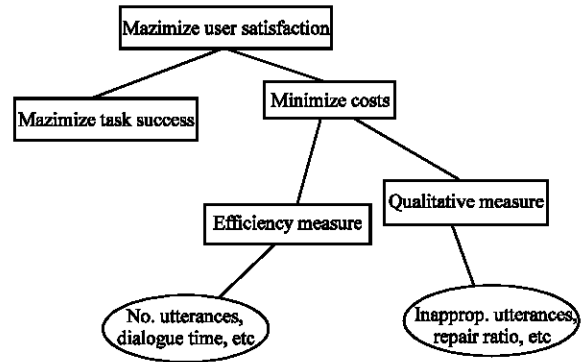 Mazimize user satisfaction
Mazimize task success
Minimize costs
Efficiency measure
Qualitative measure
No. utterances,
dialogue time, etc
Inapprop. utterances,
repair ratio, etc